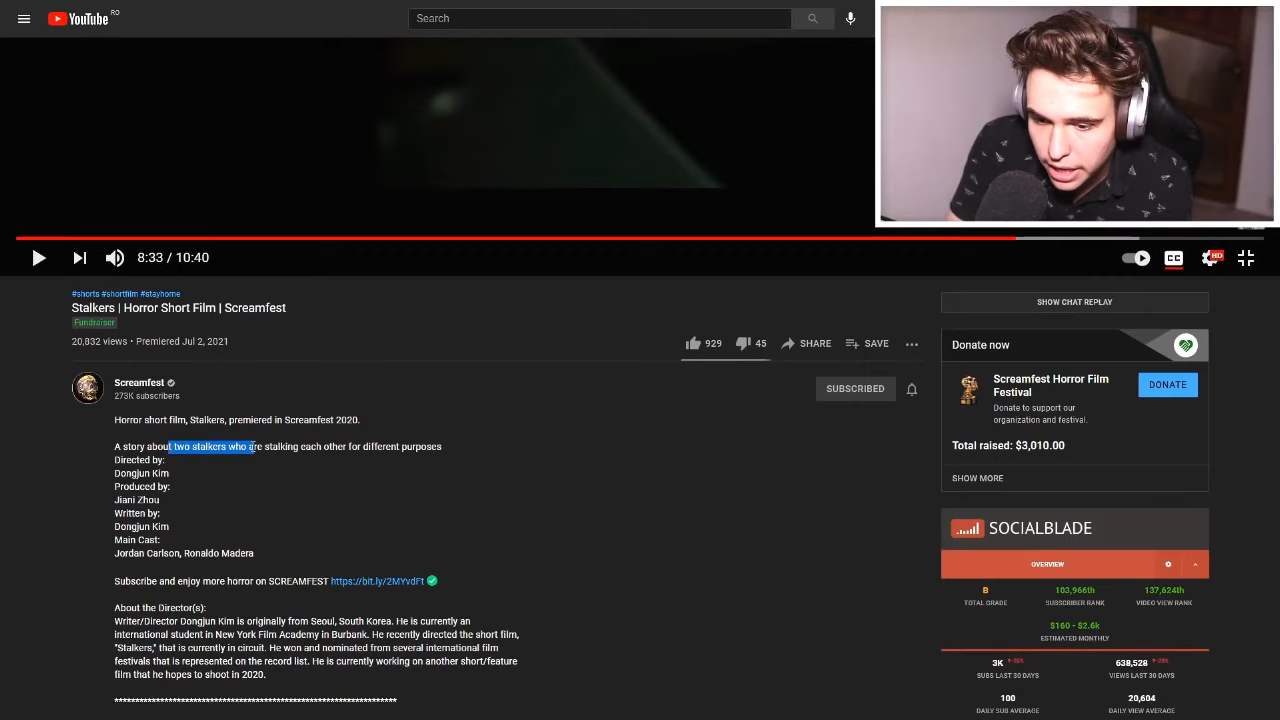 YouTube RO
Search
8:33 / 10:40
CC
HD
#shorts #shortfilm #stayhome
Stalkers | Horror Short Film | Screamfest
Fundraiser
20,832 views • Premiered Jul 2, 2021
929
45
SHARE
SAVE
Screamfest
273K subscribers
SUBSCRIBED
Horror short film, Stalkers, premiered in Screamfest 2020.
A story about two stalkers who are stalking each other for different purposes
Directed by:
Dongjun Kim
Produced by:
Jiani Zhou
Written by:
Dongjun Kim
Main Cast:
Jordan Carlson, Ronaldo Madera
Subscribe and enjoy more horror on SCREAMFEST https://bit.ly/2MYvdFt
About the Director(s):
Writer/Director Dongjun Kim is originally from Seoul, South Korea. He is currently an
international student in New York Film Academy in Burbank. He recently directed the short film,
"Stalkers," that is currently in circuit. He won and nominated from several international film
festivals that is represented on the record list. He is currently working on another short/feature
film that he hopes to shoot in 2020.
**********************************************************************
SHOW CHAT REPLAY
Donate now
Screamfest Horror Film
Festival
DONATE
Donate to support our
organization and festival.
Total raised: $3,010.00
SHOW MORE
SOCIALBLADE
OVERVIEW
B
TOTAL GRADE
103,966th
SUBSCRIBER RANK
137,624th
VIDEO VIEW RANK
$160 - $2.6k
ESTIMATED MONTHLY
3K
SUBS LAST 30 DAYS
638,528
VIEWS LAST 30 DAYS
100
DAILY SUB AVERAGE
20,604
DAILY VIEW AVERAGE